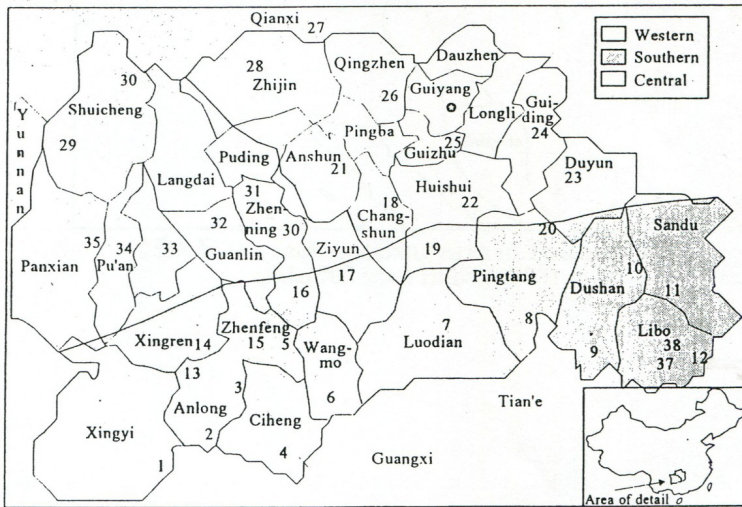 Qianxi 27
Western
Southern
Central
28
Zhijin
Qingzhen
26
Dauzhen
Guiyang
Longli
Gui-
ding
24
30
Shuicheng
29
Yunnan
Pingba
25
Guizhu
Duyun
23
Puding
Anshun
21
Langdai
31
Zhen-
ning
30
18
Chang-
shun
Huishui
22
32
Guanlin
Ziyun
19
20
Sandu
35
34
33
Panxian
Pu'an
17
16
Pingtang
8
10
Dushan
9
11
Libo
38
37
12
Xingren 14
Zhenfeng
15
5
Wang-
mo
6
7
Luodian
13
Anlong
2
3
Ciheng
4
Xingyi
1
Tian'e
Guangxi
Area of detail